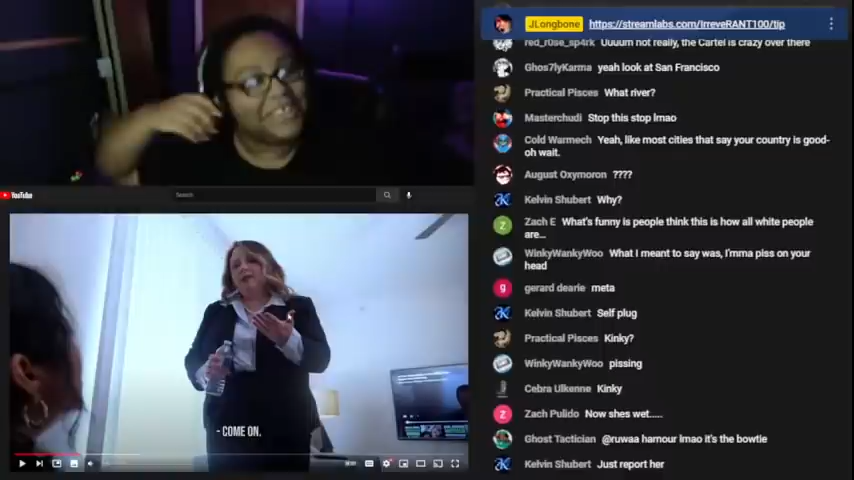 JLongbone https://streamlabs.com/IrreveRANT100/tip
red_r0se_sp4rk Uuuum not really, the Cartel is crazy over there
Ghos7lyKarma yeah look at San Francisco
Practical Pisces What river?
Masterchudi Stop this stop lmao
Cold Warmech Yeah, like most cities that say your country is good-
oh wait.
August Oxymoron ????
Kelvin Shubert Why?
Zach E What's funny is people think this is how all white people
are...
WinkyWankyWoo What I meant to say was, I'mma piss on your
head
gerard dearie meta
Kelvin Shubert Self plug
Practical Pisces Kinky?
WinkyWankyWoo pissing
Cebra Ulkenne Kinky
Zach Pulido Now shes wet.....
Ghost Tactician @ruwaa hamour lmao it's the bowtie
Kelvin Shubert Just report her
YouTube
Search
- COME ON.